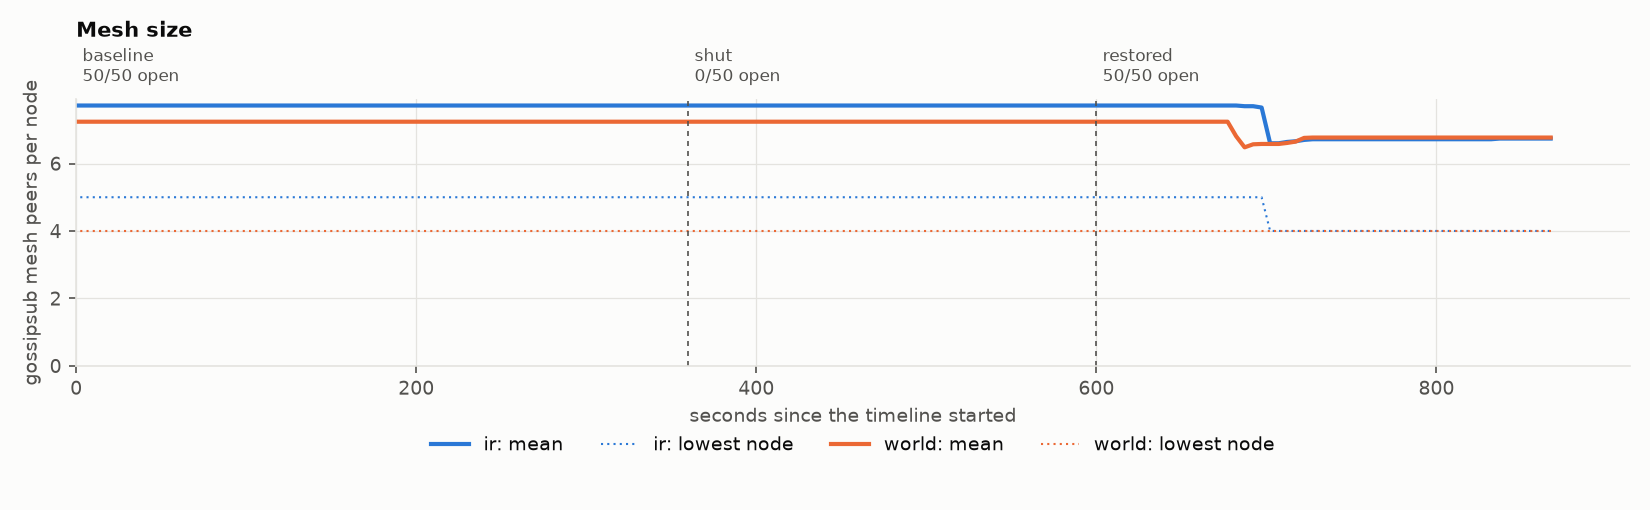 Mesh size
baseline
50/50 open
shut
0/50 open
restored
50/50 open
gossipsub mesh peers per node
6
4
2
0
0
200
400
600
800
seconds since the timeline started
ir: mean
ir: lowest node
world: mean
world: lowest node